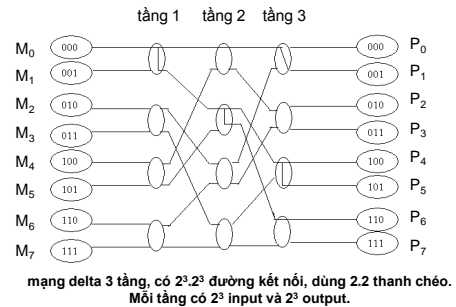 tầng 1 tầng 2 tầng 3
M0 000 000 P0
M1 001 001 P1
M2 010 010 P2
M3 011 011 P3
M4 100 100 P4
M5 101 101 P5
M6 110 110 P6
M7 111 111 P7
mạng delta 3 tầng, có 2³.2³ đường kết nối, dùng 2.2 thanh chéo.
Mỗi tầng có 2³ input và 2³ output.